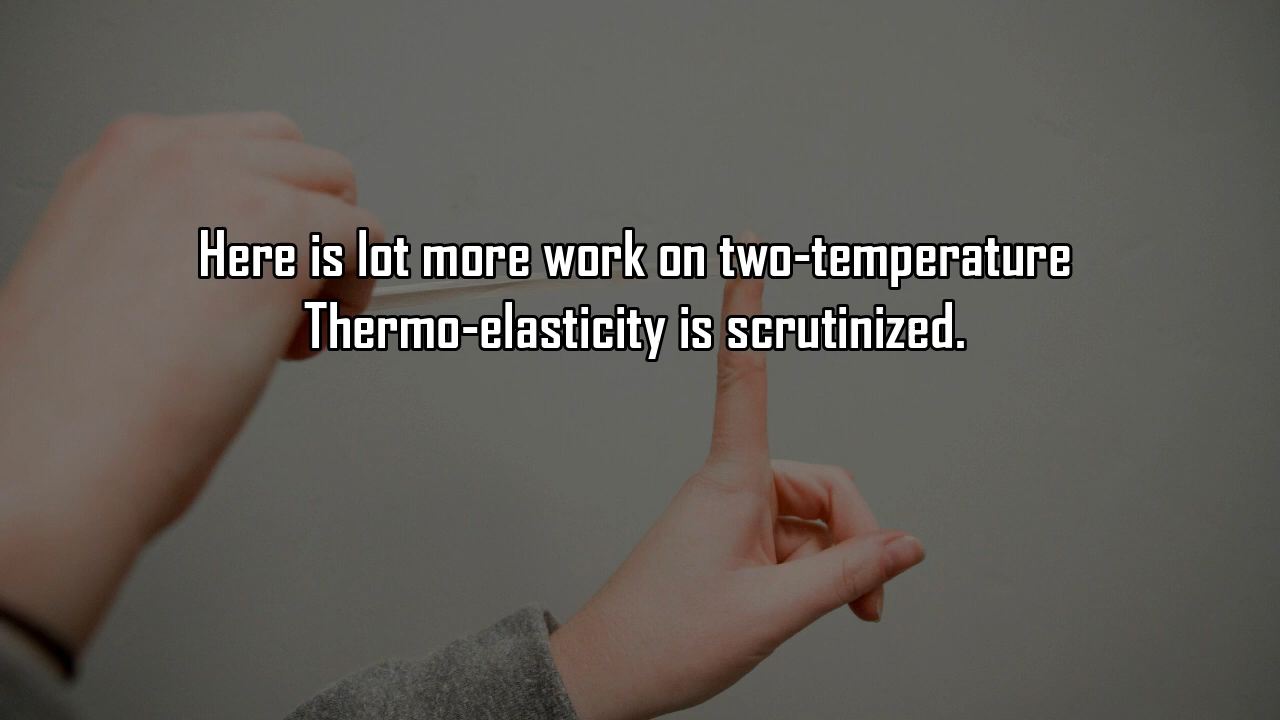 Here is lot more work on two-temperature
Thermo-elasticity is scrutinized.